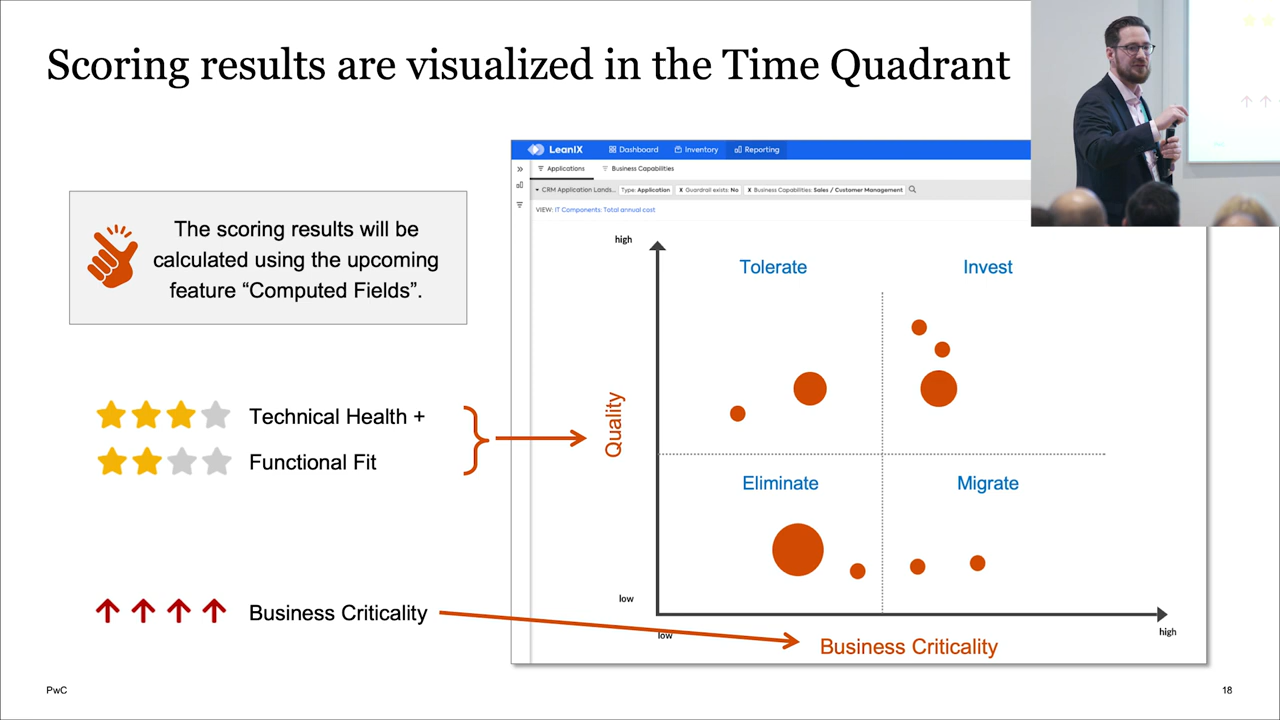 Scoring results are visualized in the Time Quadrant
The scoring results will be
calculated using the upcoming
feature “Computed Fields”.
Technical Health +
Functional Fit
Business Criticality
LeanIX
Dashboard
Inventory
Reporting
Applications
Business Capabilities
CRM Application Lands...
Type: Application
X Guardrail exists: No
X Business Capabilities: Sales / Customer Management
VIEW: IT Components: Total annual cost
high
Tolerate
Invest
Quality
Eliminate
Migrate
low
low
high
Business Criticality
PwC
18